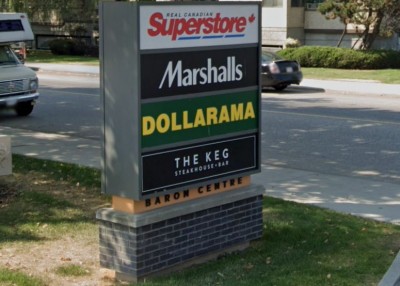 REAL CANADIAN
Superstore
Marshalls
DOLLARAMA
THE KEG
STEAKHOUSE + BAR
BARON CENTRE